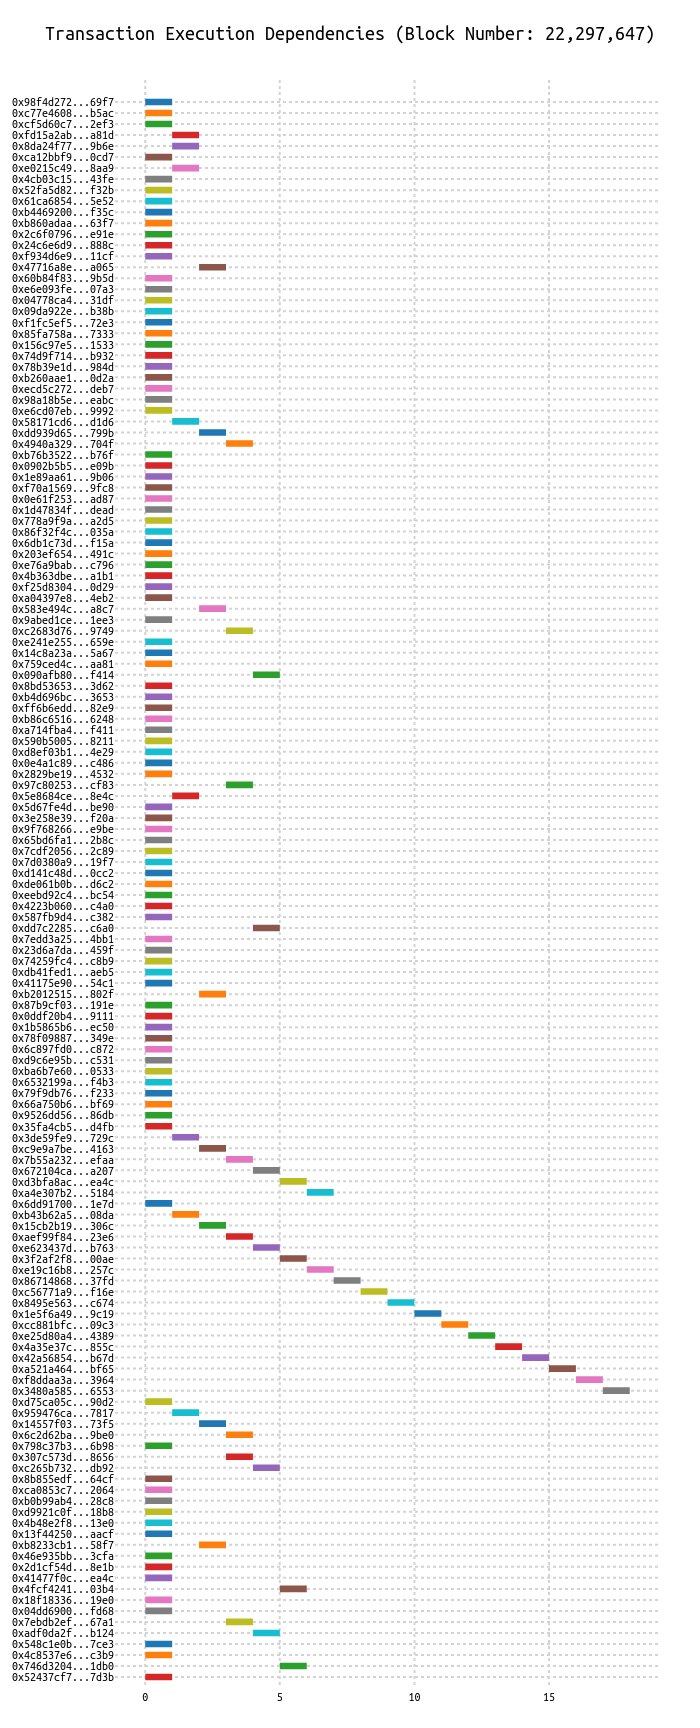 Transaction Execution Dependencies (Block Number: 22,297,647)
0x98f4d272...69f7
0xc77e4608...b5ac
0xcf5d60c7...2ef3
0xfd15a2ab...a81d
0x8da24f77...9b6e
0xca12bbf9...0cd7
0xe0215c49...8aa9
0x4cb03c15...43fe
0x52fa5d82...f32b
0x61ca6854...5e52
0xb4469200...f35c
0xb860adaa...63f7
0x2c6f0796...e91e
0x24c6e6d9...888c
0xf934d6e9...11cf
0x47716a8e...a065
0x60b84f83...9b5d
0xe6e093fe...07a3
0x04778ca4...31df
0x09da922e...b38b
0xf1fc5ef5...72e3
0x85fa758a...7333
0x156c97e5...1533
0x74d9f714...b932
0x78b39e1d...984d
0xb260aae1...0d2a
0xecd5c272...deb7
0x98a18b5e...eabc
0xe6cd07eb...9992
0x58171cd6...d1d6
0xdd939d65...799b
0x4940a329...704f
0xb76b3522...b76f
0x0902b5b5...e09b
0x1e89aa61...9b06
0xf70a1569...9fc8
0x0e61f253...ad87
0x1d47834f...dead
0x778a9f9a...a2d5
0x86f32f4c...035a
0x6db1c73d...f15a
0x203ef654...491c
0xe76a9bab...c796
0x4b363dbe...a1b1
0xf25d8304...0d29
0xa04397e8...4eb2
0x583e494c...a8c7
0x9abed1ce...1ee3
0xc2683d76...9749
0xe241e255...659e
0x14c8a23a...5a67
0x759ced4c...aa81
0x090afb80...f414
0x8bd53653...3d62
0xb4d696bc...3653
0xff6b6edd...82e9
0xb86c6516...6248
0xa714fba4...f411
0x590b5005...8211
0xd8ef03b1...4e29
0x0e4a1c89...c486
0x2829be19...4532
0x97c80253...cf83
0x5e8684ce...8e4c
0x5d67fe4d...be90
0x3e258e39...f20a
0x9f768266...e9be
0x65bd6fa1...2b8c
0x7cdf2056...2c89
0x7d0380a9...19f7
0xd141c48d...0cc2
0xde061b0b...d6c2
0xeebd92c4...bc54
0x4223b060...c4a0
0x587fb9d4...c382
0xdd7c2285...c6a0
0x7edd3a25...4bb1
0x23d6a7da...459f
0x74259fc4...c8b9
0xdb41fed1...aeb5
0x41175e90...54c1
0xb2012515...802f
0x87b9cf03...191e
0x0ddf20b4...9111
0x1b5865b6...ec50
0x78f09887...349e
0x6c897fd0...c872
0xd9c6e95b...c531
0xba6b7e60...0533
0x6532199a...f4b3
0x79f9db76...f233
0x66a750b6...bf69
0x9526dd56...86db
0x35fa4cb5...d4fb
0x3de59fe9...729c
0xc9e9a7be...4163
0x7b55a232...efaa
0x672104ca...a207
0xd3bfa8ac...ea4c
0xa4e307b2...5184
0x6dd91700...1e7d
0xb43b62a5...08da
0x15cb2b19...306c
0xaef99f84...23e6
0xe623437d...b763
0x3f2af2f8...00ae
0xe19c16b8...257c
0x86714868...37fd
0xc56771a9...f16e
0x8495e563...c674
0x1e5f6a49...9c19
0xcc881bfc...09c3
0xe25d80a4...4389
0x4a35e37c...855c
0x42a56854...b67d
0xa521a464...bf65
0xf8ddaa3a...3964
0x3480a585...6553
0xd75ca05c...90d2
0x959476ca...7817
0x14557f03...73f5
0x6c2d62ba...9be0
0x798c37b3...6b98
0x307c573d...8656
0xc265b732...db92
0x8b855edf...64cf
0xca0853c7...2064
0xb0b99ab4...28c8
0xd9921c0f...18b8
0x4b48e2f8...13e0
0x13f44250...aacf
0xb8233cb1...58f7
0x46e935bb...3cfa
0x2d1cf54d...8e1b
0x41477f0c...ea4c
0x4fcf4241...03b4
0x18f18336...19e0
0x04dd6900...fd68
0x7ebdb2ef...67a1
0xadf0da2f...b124
0x548c1e0b...7ce3
0x4c8537e6...c3b9
0x746d3204...1db0
0x52437cf7...7d3b
0 5 10 15